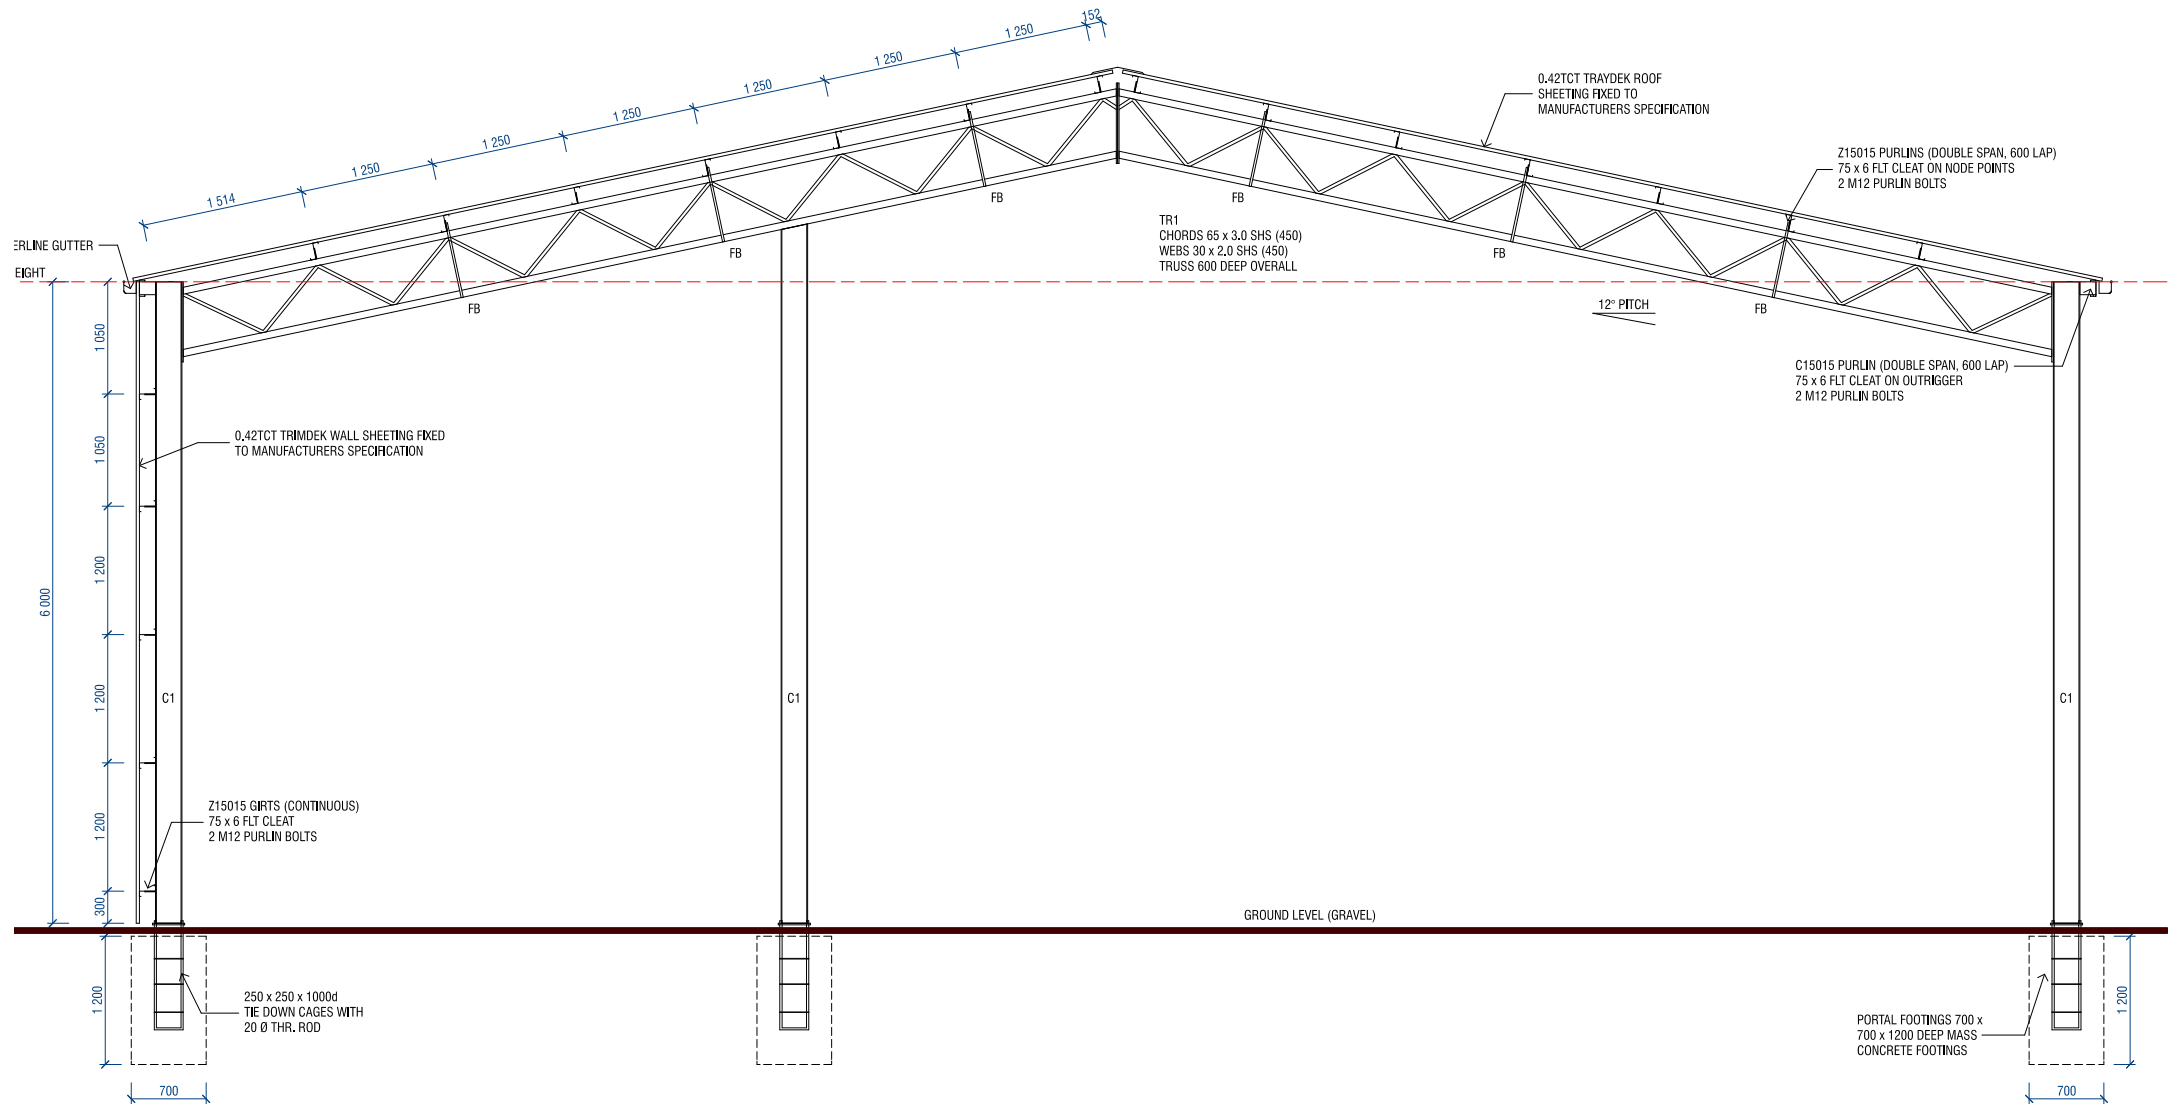 152
1 250
1 250
1 250
1 250
1 250
1 250
1 514
0.42TCT TRAYDEK ROOF
SHEETING FIXED TO
MANUFACTURERS SPECIFICATION
Z15015 PURLINS (DOUBLE SPAN, 600 LAP)
75 x 6 FLT CLEAT ON NODE POINTS
2 M12 PURLIN BOLTS
ERLINE GUTTER
EIGHT
FB
FB
FB
FB
FB
FB
TR1
CHORDS 65 x 3.0 SHS (450)
WEBS 30 x 2.0 SHS (450)
TRUSS 600 DEEP OVERALL
12° PITCH
C15015 PURLIN (DOUBLE SPAN, 600 LAP)
75 x 6 FLT CLEAT ON OUTRIGGER
2 M12 PURLIN BOLTS
0.42TCT TRIMDEK WALL SHEETING FIXED
TO MANUFACTURERS SPECIFICATION
6 000
1 050
1 050
1 200
1 200
1 200
300
C1
C1
C1
Z15015 GIRTS (CONTINUOUS)
75 x 6 FLT CLEAT
2 M12 PURLIN BOLTS
GROUND LEVEL (GRAVEL)
1 200
250 x 250 x 1000d
TIE DOWN CAGES WITH
20 Ø THR. ROD
PORTAL FOOTINGS 700 x
700 x 1200 DEEP MASS
CONCRETE FOOTINGS
1 200
700
700